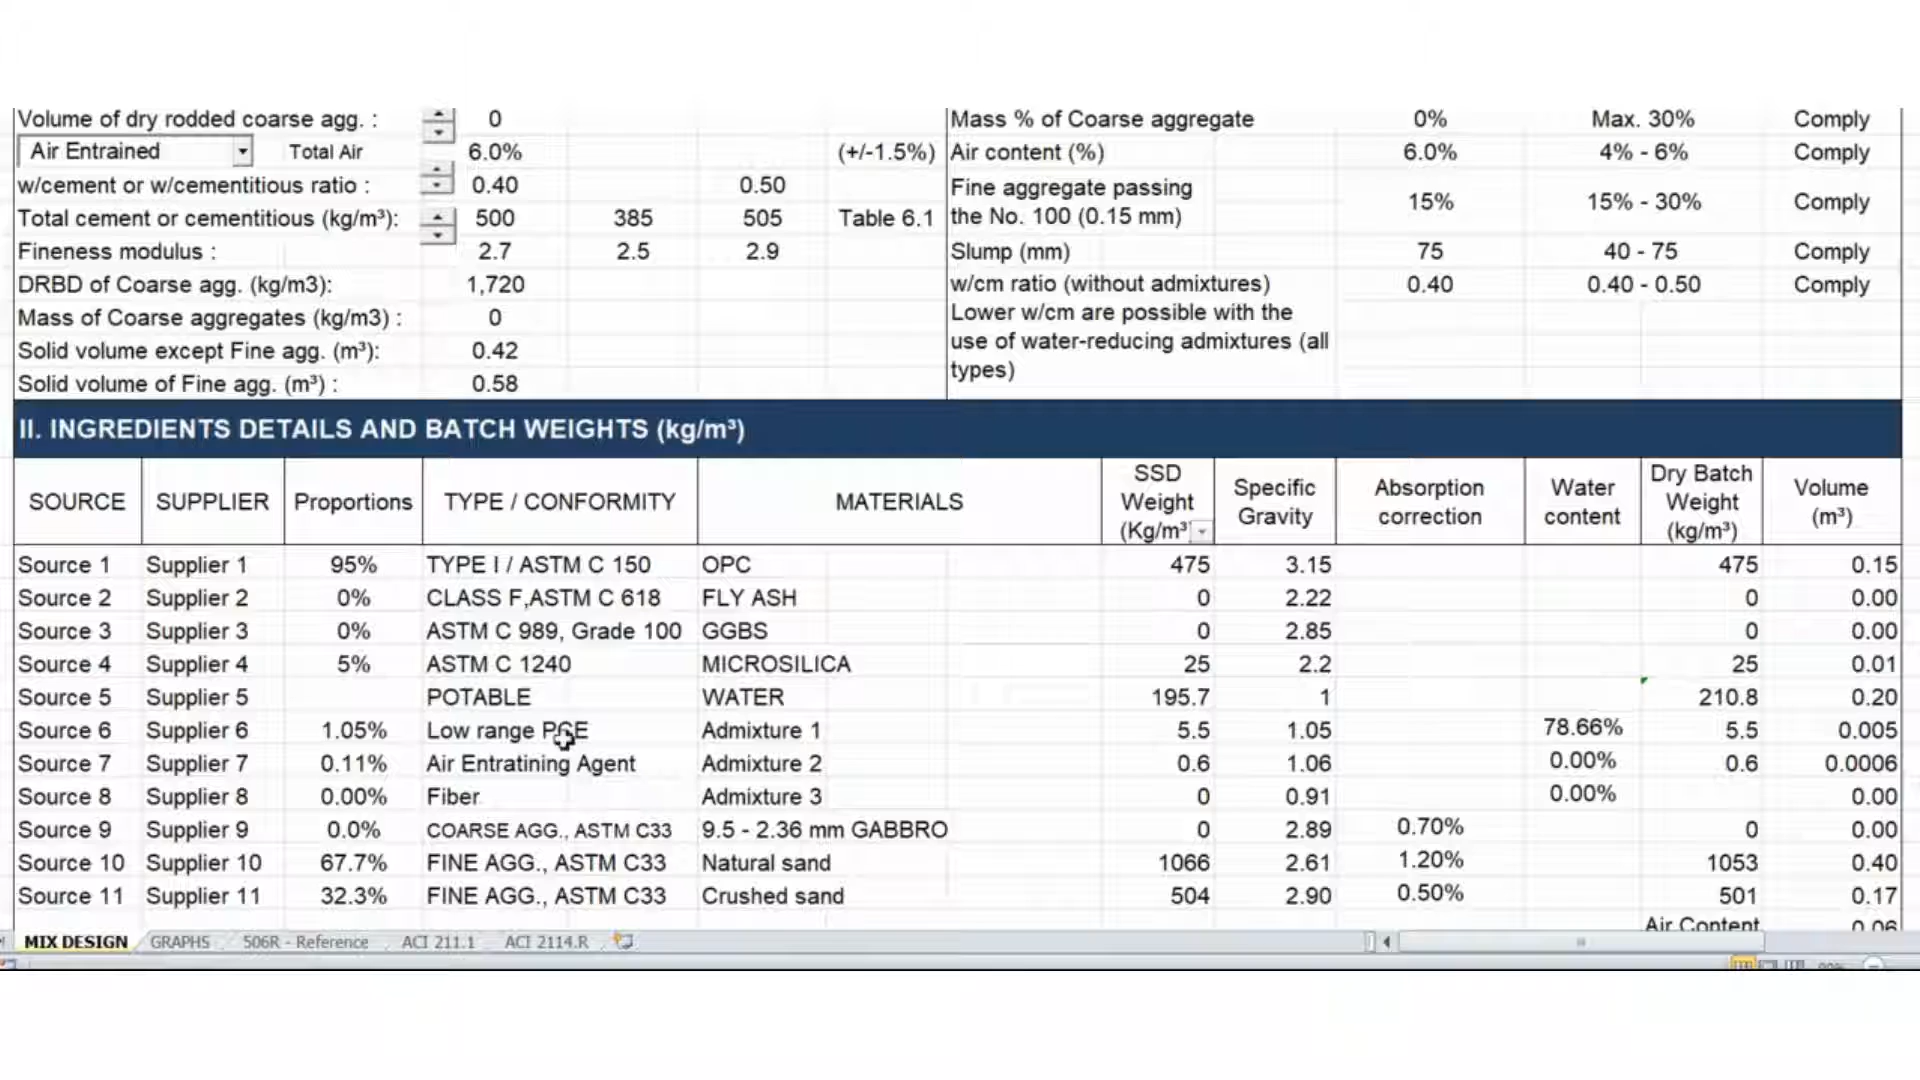 Volume of dry rodded coarse agg. : 0 Mass % of Coarse aggregate 0% Max. 30% Comply
Air Entrained Total Air 6.0% (+/-1.5%) Air content (%) 6.0% 4% - 6% Comply
w/cement or w/cementitious ratio : 0.40 0.50 Fine aggregate passing
the No. 100 (0.15 mm) 15% 15% - 30% Comply
Total cement or cementitious (kg/m³): 500 385 505 Table 6.1
Fineness modulus : 2.7 2.5 2.9 Slump (mm) 75 40 - 75 Comply
DRBD of Coarse agg. (kg/m3): 1,720 w/cm ratio (without admixtures) 0.40 0.40 - 0.50 Comply
Mass of Coarse aggregates (kg/m3) : 0 Lower w/cm are possible with the
use of water-reducing admixtures (all
types)
Solid volume except Fine agg. (m³): 0.42
Solid volume of Fine agg. (m³) : 0.58
II. INGREDIENTS DETAILS AND BATCH WEIGHTS (kg/m³)
SOURCE SUPPLIER Proportions TYPE / CONFORMITY MATERIALS SSD Weight (Kg/m³ Specific Gravity Absorption correction Water content Dry Batch Weight (kg/m³) Volume (m³)
Source 1 Supplier 1 95% TYPE I / ASTM C 150 OPC 475 3.15 475 0.15
Source 2 Supplier 2 0% CLASS F,ASTM C 618 FLY ASH 0 2.22 0 0.00
Source 3 Supplier 3 0% ASTM C 989, Grade 100 GGBS 0 2.85 0 0.00
Source 4 Supplier 4 5% ASTM C 1240 MICROSILICA 25 2.2 25 0.01
Source 5 Supplier 5 POTABLE WATER 195.7 1 210.8 0.20
Source 6 Supplier 6 1.05% Low range PCE Admixture 1 5.5 1.05 78.66% 5.5 0.005
Source 7 Supplier 7 0.11% Air Entratining Agent Admixture 2 0.6 1.06 0.00% 0.6 0.0006
Source 8 Supplier 8 0.00% Fiber Admixture 3 0 0.91 0.00% 0.00
Source 9 Supplier 9 0.0% COARSE AGG., ASTM C33 9.5 - 2.36 mm GABBRO 0 2.89 0.70% 0 0.00
Source 10 Supplier 10 67.7% FINE AGG., ASTM C33 Natural sand 1066 2.61 1.20% 1053 0.40
Source 11 Supplier 11 32.3% FINE AGG., ASTM C33 Crushed sand 504 2.90 0.50% 501 0.17
Air Content 0.06
MIX DESIGN GRAPHS 506R - Reference ACI 211.1 ACI 2114.R